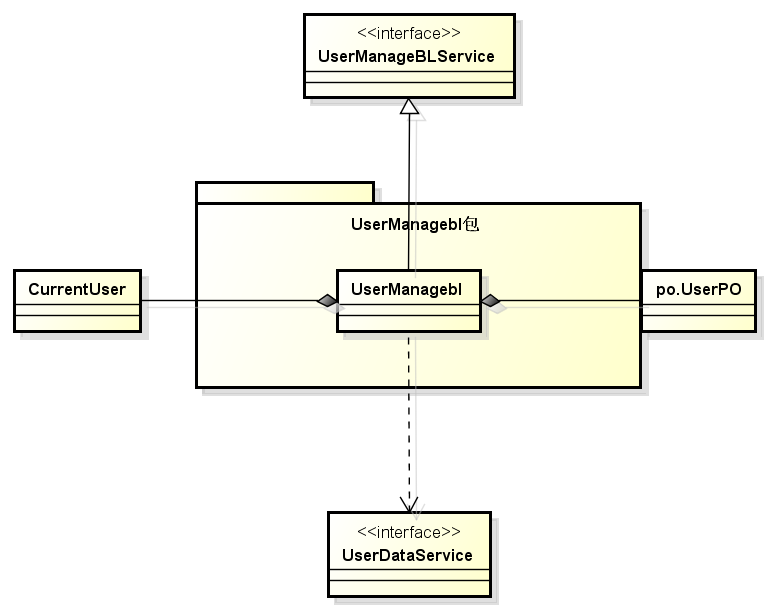 <<interface>>
UserManageBLService
UserManagebl包
CurrentUser
UserManagebl
po.UserPO
<<interface>>
UserDataService